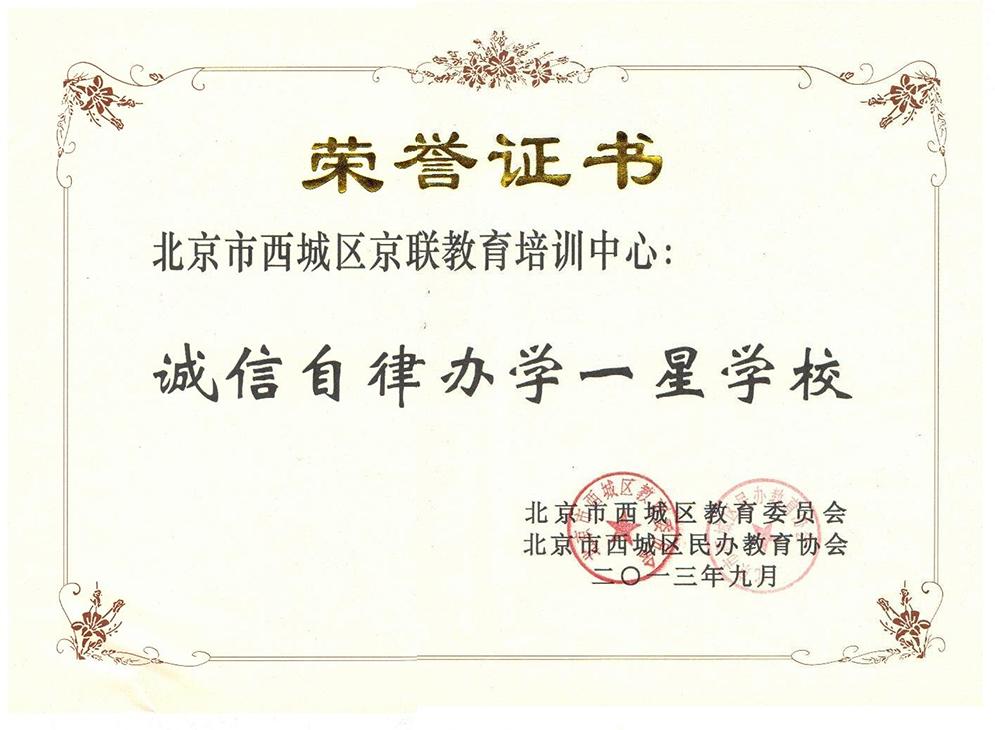 荣誉证书
北京市西城区京联教育培训中心：
诚信自律办学一星学校
北京市西城区教育委员会
北京市西城区民办教育协会
二〇一三年九月